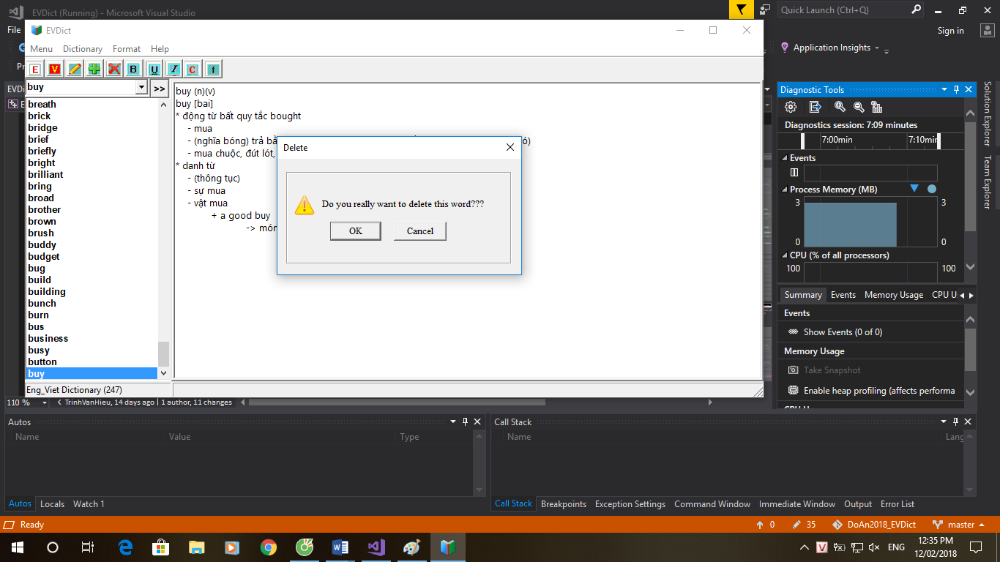 EVDict (Running) - Microsoft Visual Studio
Quick Launch (Ctrl+Q)
File
Sign in
Application Insights
EVDict
Menu Dictionary Format Help
E V B U I C f
buy >>
breath
brick
bridge
brief
briefly
bright
brilliant
bring
broad
brother
brown
brush
buddy
budget
bug
build
building
bunch
burn
bus
business
busy
button
buy
Eng_Viet Dictionary (247)
buy (n)(v)
buy [bai]
* động từ bất quy tắc bought
- mua
- (nghĩa bóng) trả
- mua chuộc, đút lót,
* danh từ
- (thông tục)
- sự mua
- vật mua
+ a good buy
->
Delete
Do you really want to delete this word???
OK Cancel
Diagnostic Tools
Diagnostics session: 7:09 minutes
7:00min
Events
Process Memory (MB)
3 3
0 0
CPU (% of all processors)
100 100
Summary Events Memory Usage CPU
Events
Show Events (0 of 0)
Memory Usage
Take Snapshot
Enable heap profiling (affects performa
Solution Explorer
Team Explorer
110 % TrinhVanHieu, 14 days ago | 1 author, 11 changes
Autos
Name Value Type
Autos Locals Watch 1
Call Stack
Name Lang
Call Stack Breakpoints Exception Settings Command Window Immediate Window Output Error List
Ready 0 35 DoAn2018_EVDict master
V ENG 12:35 PM
12/02/2018